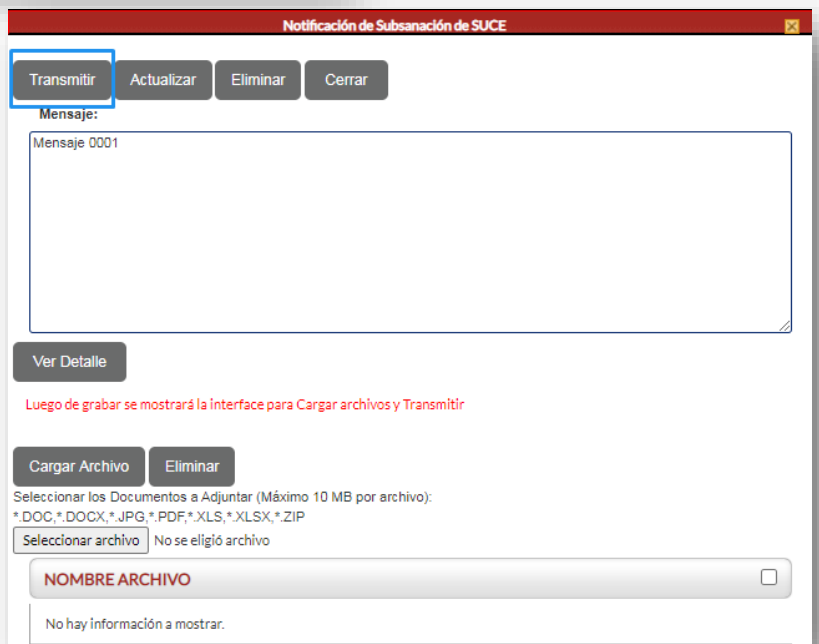 Notificación de Subsanación de SUCE
Transmitir Actualizar Eliminar Cerrar
Mensaje:
Mensaje 0001
Ver Detalle
Luego de grabar se mostrará la interface para Cargar archivos y Transmitir
Cargar Archivo Eliminar
Seleccionar los Documentos a Adjuntar (Máximo 10 MB por archivo):
*.DOC,*.DOCX,*.JPG,*.PDF,*.XLS,*.XLSX,*.ZIP
Seleccionar archivo No se eligió archivo
NOMBRE ARCHIVO
No hay información a mostrar.